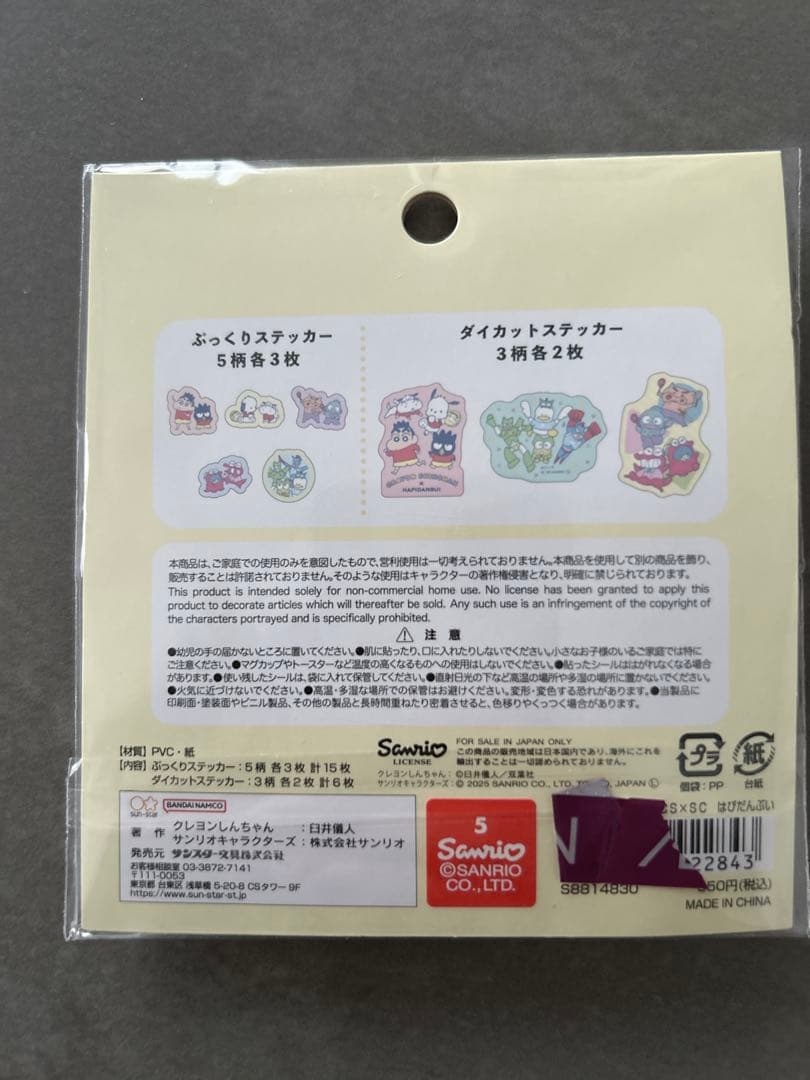 ぷっくりステッカー
5柄各3枚
ダイカットステッカー
3柄各2枚
HAPIDANBUI
本商品は、ご家庭での使用のみを意図したもので、営利使用は一切考えられておりません。本商品を使用して別の商品を飾り、
販売することは許諾されておりません。そのような使用はキャラクターの著作権侵害となり、明確に禁じられております。
This product is intended solely for non-commercial home use. No license has been granted to apply this
product to decorate articles which will thereafter be sold. Any such use is an infringement of the copyright of
the characters portrayed and is specifically prohibited.
注意
●幼児の手の届かないところに置いてください。●肌に貼ったり、口に入れたりしないでください。小さなお子様のいるご家庭では特に
ご注意ください。●マグカップやトースターなど温度の高くなるものへの使用はしないでください。●貼ったシールははがれなくなる場合
があります。●使い残したシールは、袋に入れて保管してください。●直射日光の下など高温の場所や多湿の場所に置かないでください。
●火気に近づけないでください。●高温・多湿な場所での保管はお避けください。変形・変色する恐れがあります。●当製品に
印刷面・塗装面やビニル製品、その他の製品と長時間重ねたり密着させると、色移りやくっつく場合があります。
【材質】PVC・紙
【内容】ぷっくりステッカー:5柄 各3枚 計15枚
ダイカットステッカー:3柄 各2枚 計6枚
Sanrio
LICENSE
FOR SALE IN JAPAN ONLY
この商品の販売地域は日本国内であり、海外にこれを
輸出することは一切認められておりません。
クレヨンしんちゃん:©臼井儀人/双葉社
サンリオキャラクターズ:© 2025 SANRIO CO., LTD. TOKYO, JAPAN Ⓛ
プラ
個袋:PP
紙
台紙
sun-star
BANDAI NAMCO
著作 クレヨンしんちゃん :臼井儀人
サンリオキャラクターズ:株式会社サンリオ
発売元 サンスター文具株式会社
お客様相談室 03-3872-7141
〒111-0053
東京都 台東区 浅草橋 5-20-8 CSタワー 9F
https://www.sun-star-st.jp
5
Sanrio
©SANRIO
CO., LTD.
CS×SC はぴだんぶい
22843
S8814830
950円(税込)
MADE IN CHINA